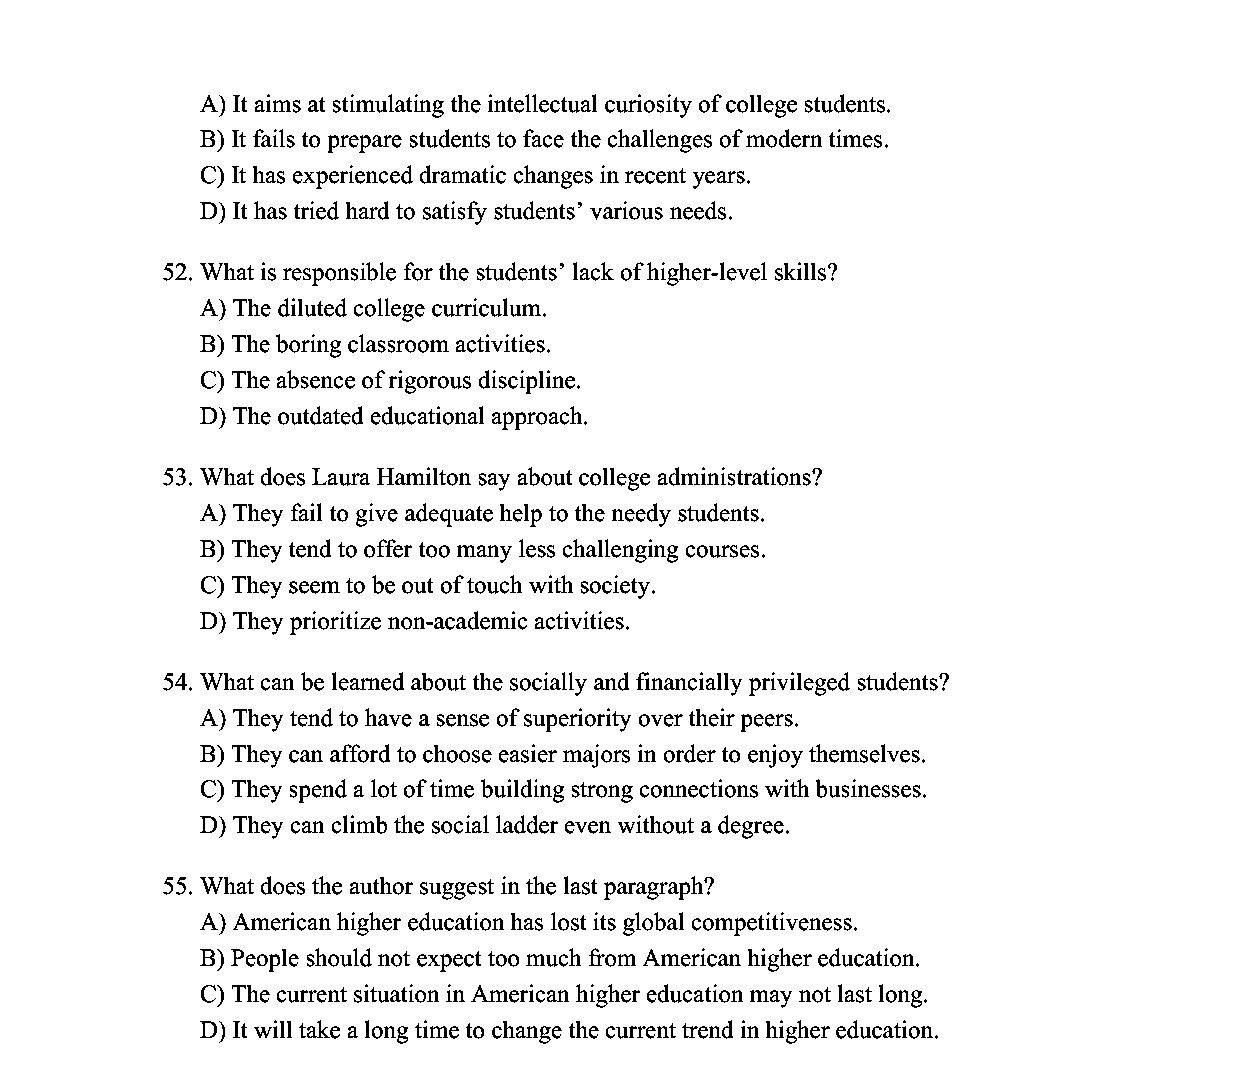 A) It aims at stimulating the intellectual curiosity of college students.
B) It fails to prepare students to face the challenges of modern times.
C) It has experienced dramatic changes in recent years.
D) It has tried hard to satisfy students’ various needs.
52. What is responsible for the students’ lack of higher-level skills?
A) The diluted college curriculum.
B) The boring classroom activities.
C) The absence of rigorous discipline.
D) The outdated educational approach.
53. What does Laura Hamilton say about college administrations?
A) They fail to give adequate help to the needy students.
B) They tend to offer too many less challenging courses.
C) They seem to be out of touch with society.
D) They prioritize non-academic activities.
54. What can be learned about the socially and financially privileged students?
A) They tend to have a sense of superiority over their peers.
B) They can afford to choose easier majors in order to enjoy themselves.
C) They spend a lot of time building strong connections with businesses.
D) They can climb the social ladder even without a degree.
55. What does the author suggest in the last paragraph?
A) American higher education has lost its global competitiveness.
B) People should not expect too much from American higher education.
C) The current situation in American higher education may not last long.
D) It will take a long time to change the current trend in higher education.